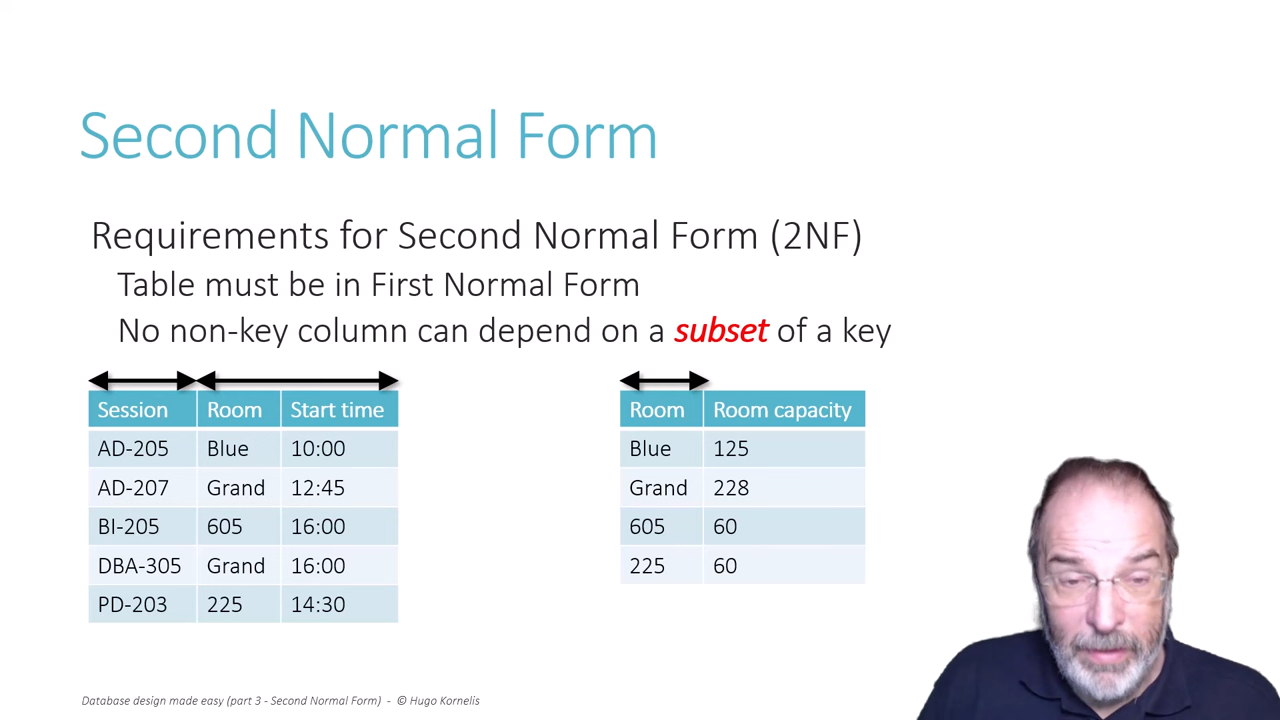 Second Normal Form
Requirements for Second Normal Form (2NF)
Table must be in First Normal Form
No non-key column can depend on a subset of a key
Session Room Start time
AD-205 Blue 10:00
AD-207 Grand 12:45
BI-205 605 16:00
DBA-305 Grand 16:00
PD-203 225 14:30
Room Room capacity
Blue 125
Grand 228
605 60
225 60
Database design made easy (part 3 - Second Normal Form) - © Hugo Kornelis